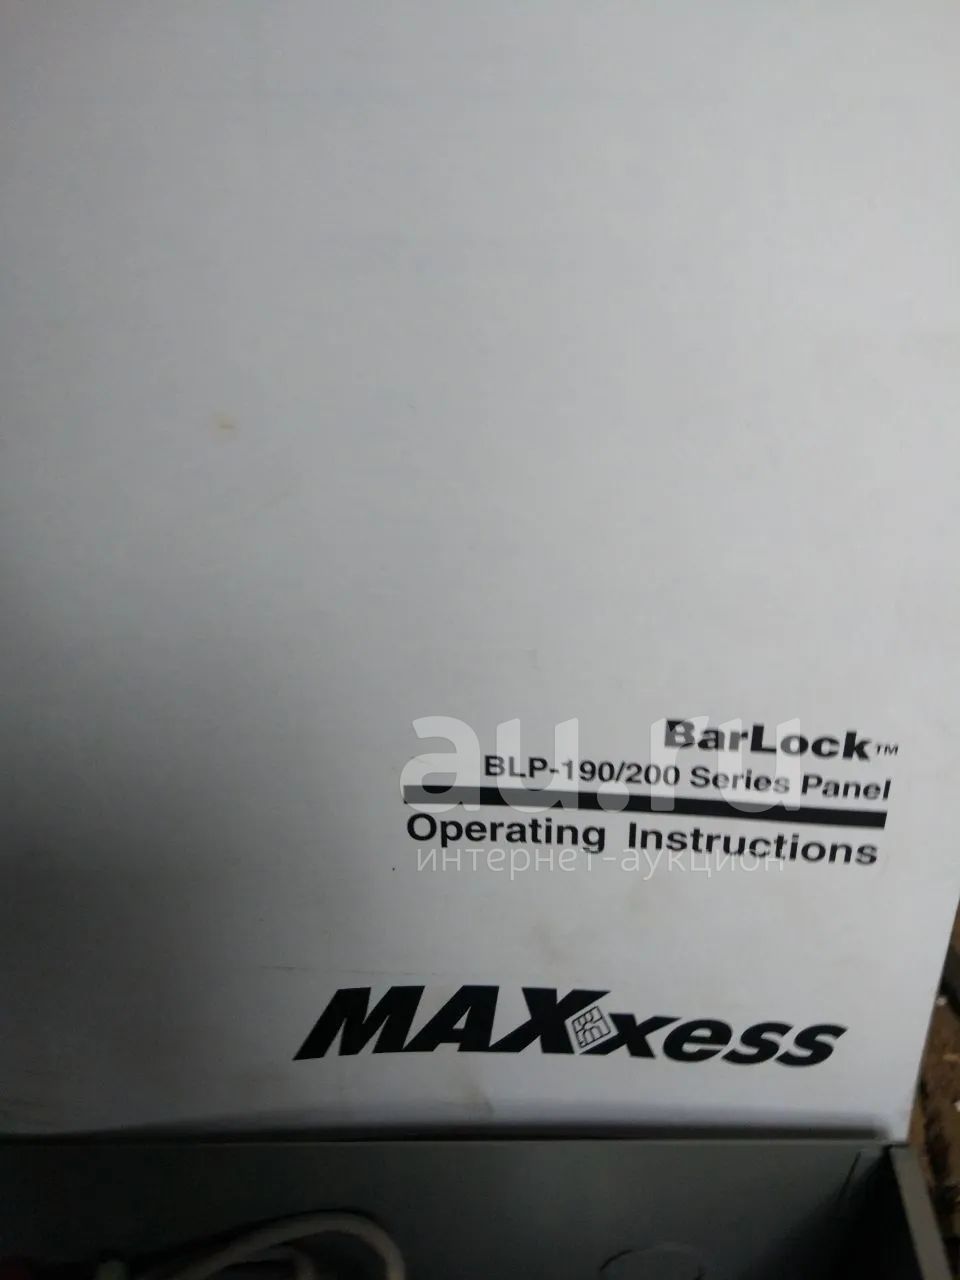 BarLock™
BLP-190/200 Series Panel
Operating Instructions
MAXxess
au.ru
интернет-аукцион